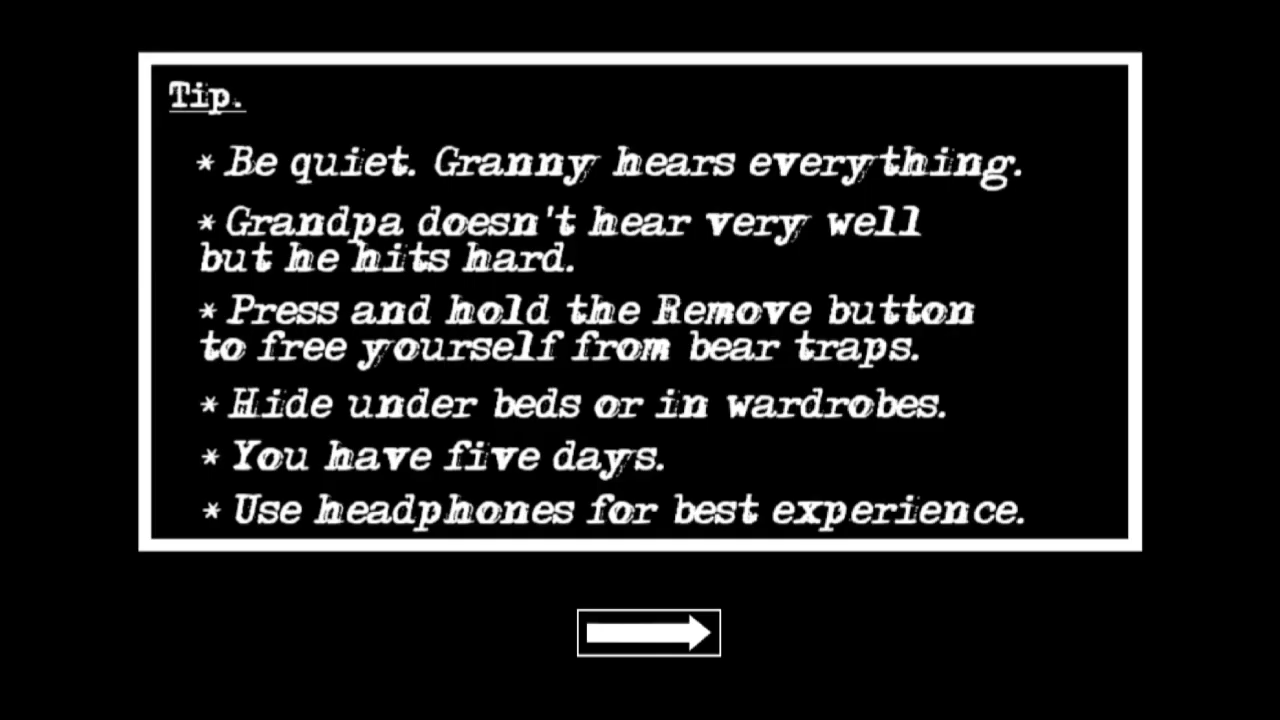 Tip.
* Be quiet. Granny hears everything.
* Grandpa doesn't hear very well
but he hits hard.
* Press and hold the Remove button
to free yourself from bear traps.
* Hide under beds or in wardrobes.
* You have five days.
* Use headphones for best experience.